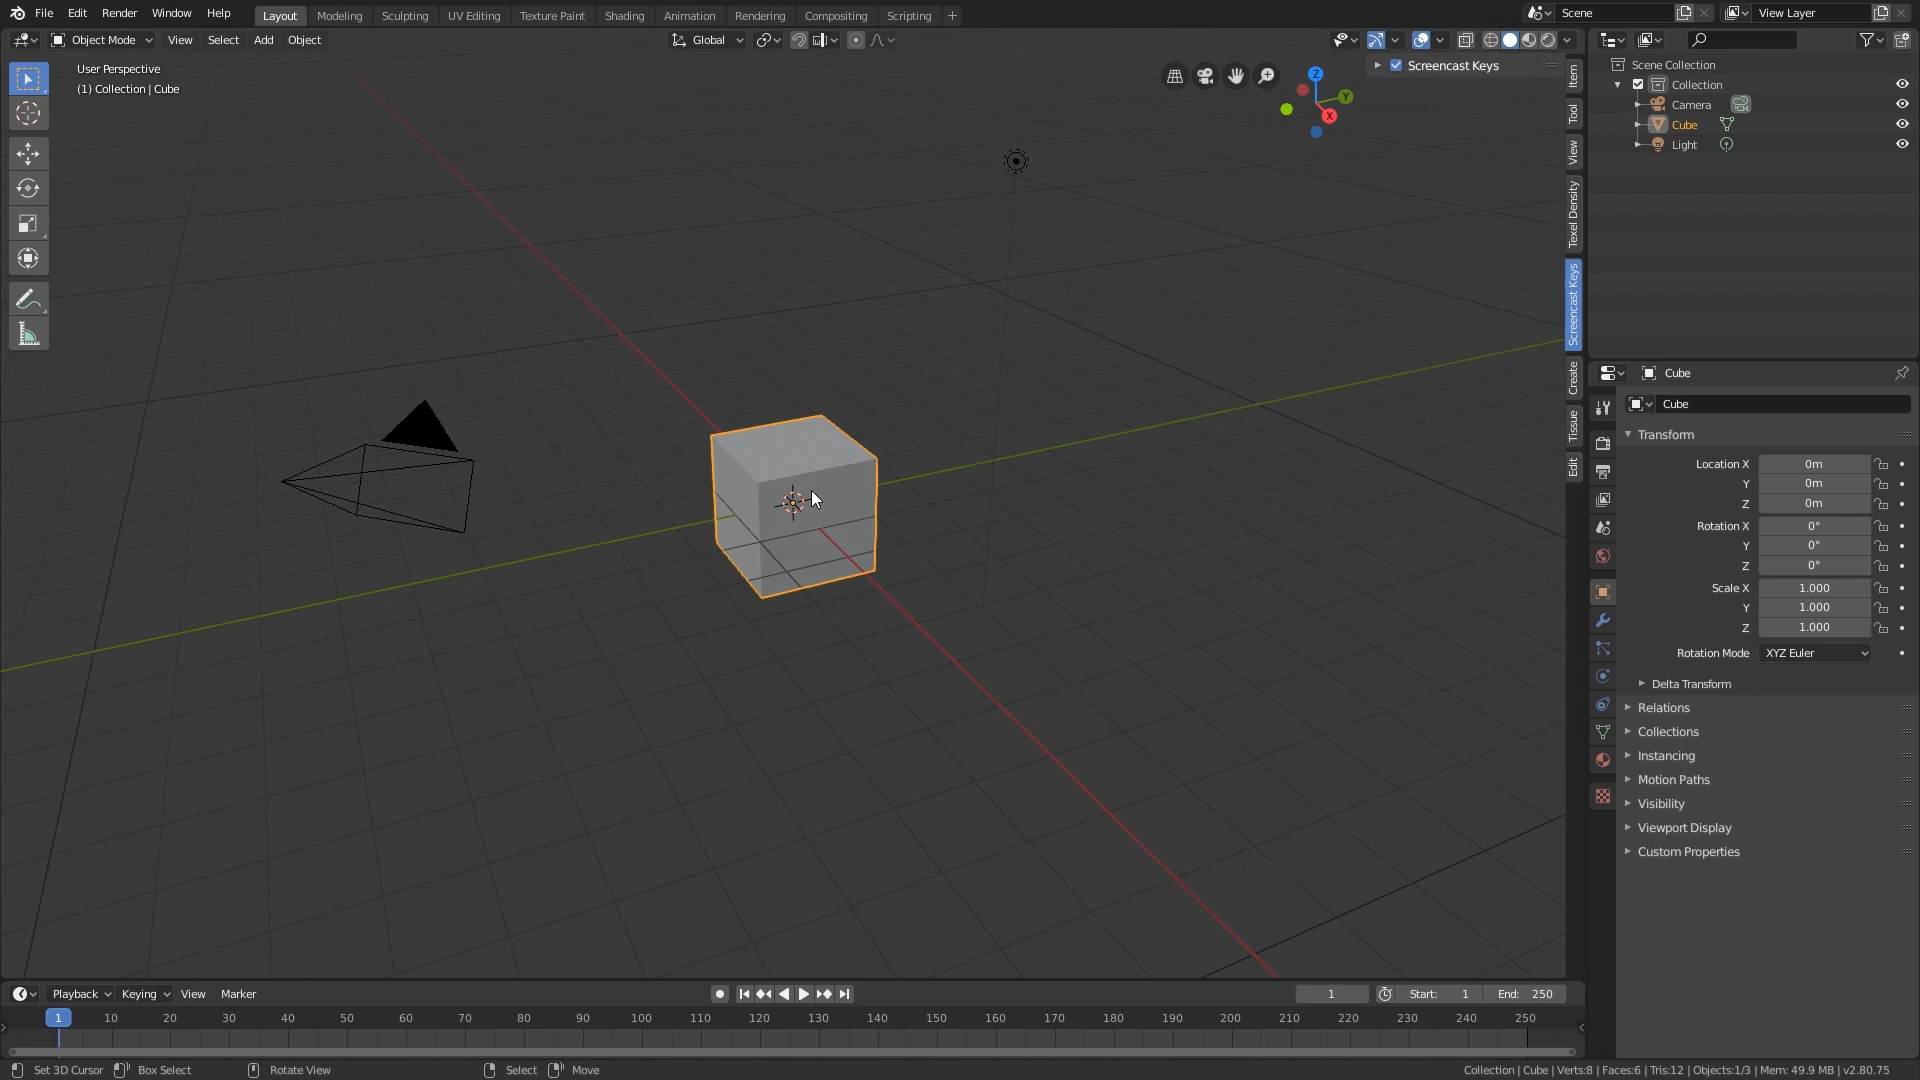 File Edit Render Window Help Layout Modeling Sculpting UV Editing Texture Paint Shading Animation Rendering Compositing Scripting + Scene View Layer
Object Mode View Select Add Object Global
User Perspective
(1) Collection | Cube
Screencast Keys
Z
Y
X
Item
Tool
View
Texel Density
Screencast Keys
Create
Tissue
Edit
Scene Collection
Collection
Camera
Cube
Light
Cube
Cube
Transform
Location X 0m
Y 0m
Z 0m
Rotation X 0°
Y 0°
Z 0°
Scale X 1.000
Y 1.000
Z 1.000
Rotation Mode XYZ Euler
Delta Transform
Relations
Collections
Instancing
Motion Paths
Visibility
Viewport Display
Custom Properties
Playback Keying View Marker 1 Start: 1 End: 250
1 10 20 30 40 50 60 70 80 90 100 110 120 130 140 150 160 170 180 190 200 210 220 230 240 250
Set 3D Cursor Box Select Rotate View Select Move Collection | Cube | Verts:8 | Faces:6 | Tris:12 | Objects:1/3 | Mem: 49.9 MB | v2.80.75